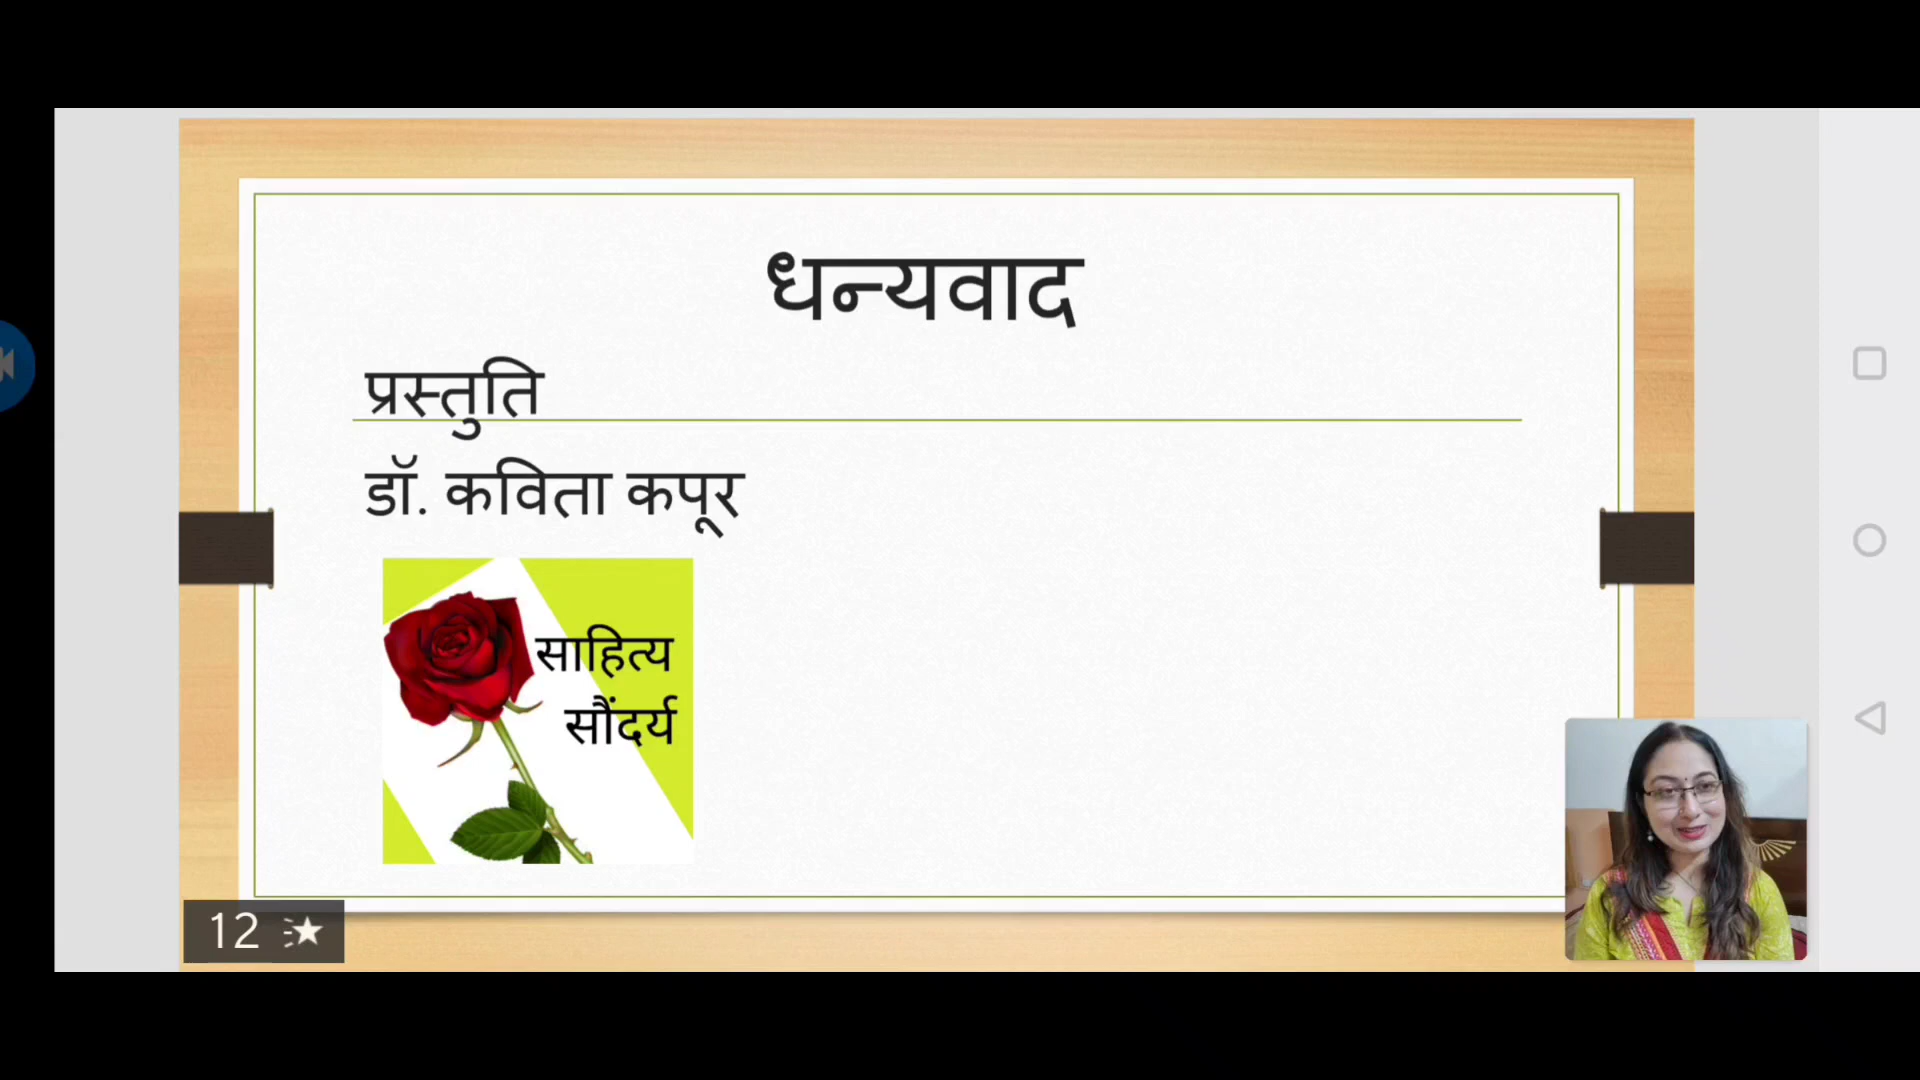 धन्यवाद
प्रस्तुति
डॉ. कविता कपूर
साहित्य
सौंदर्य
12